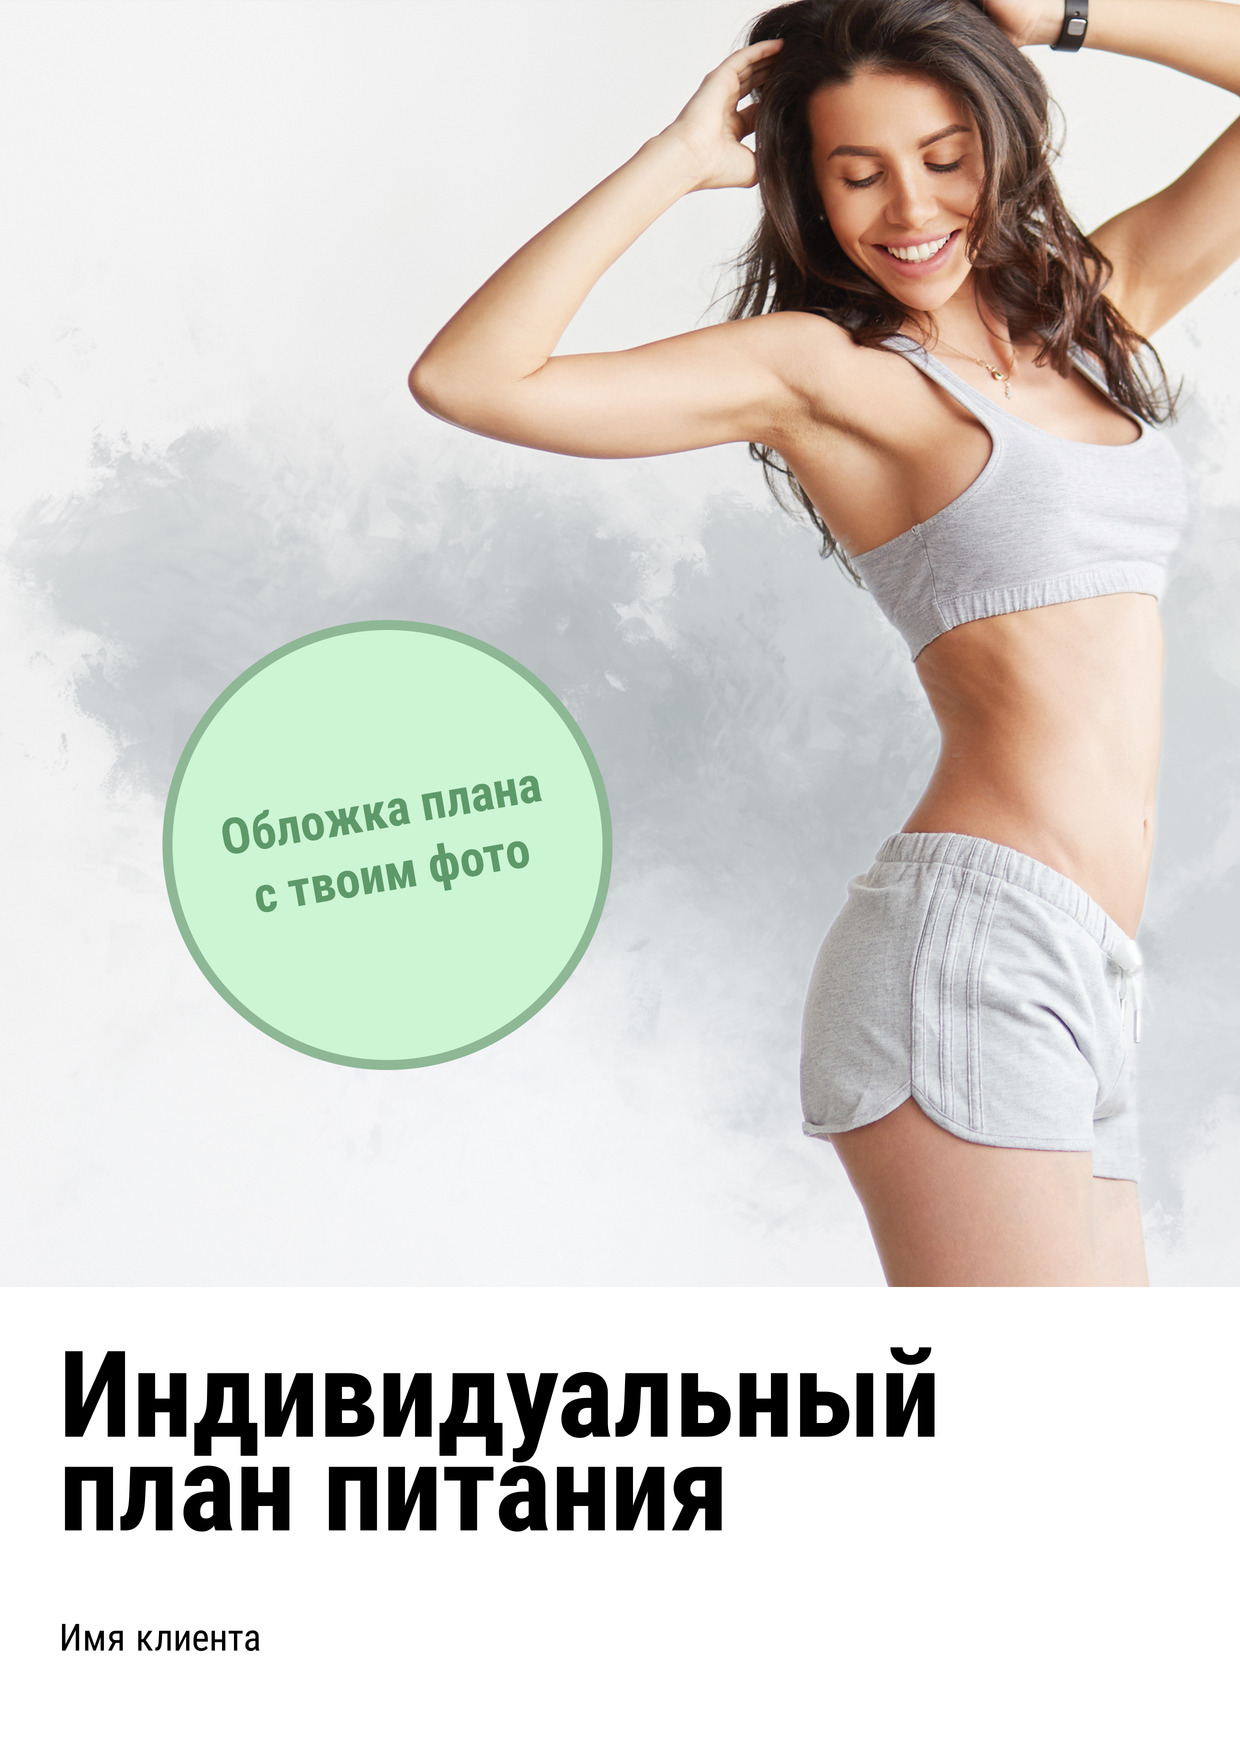 Обложка плана
с твоим фото
Индивидуальный
план питания
Имя клиента